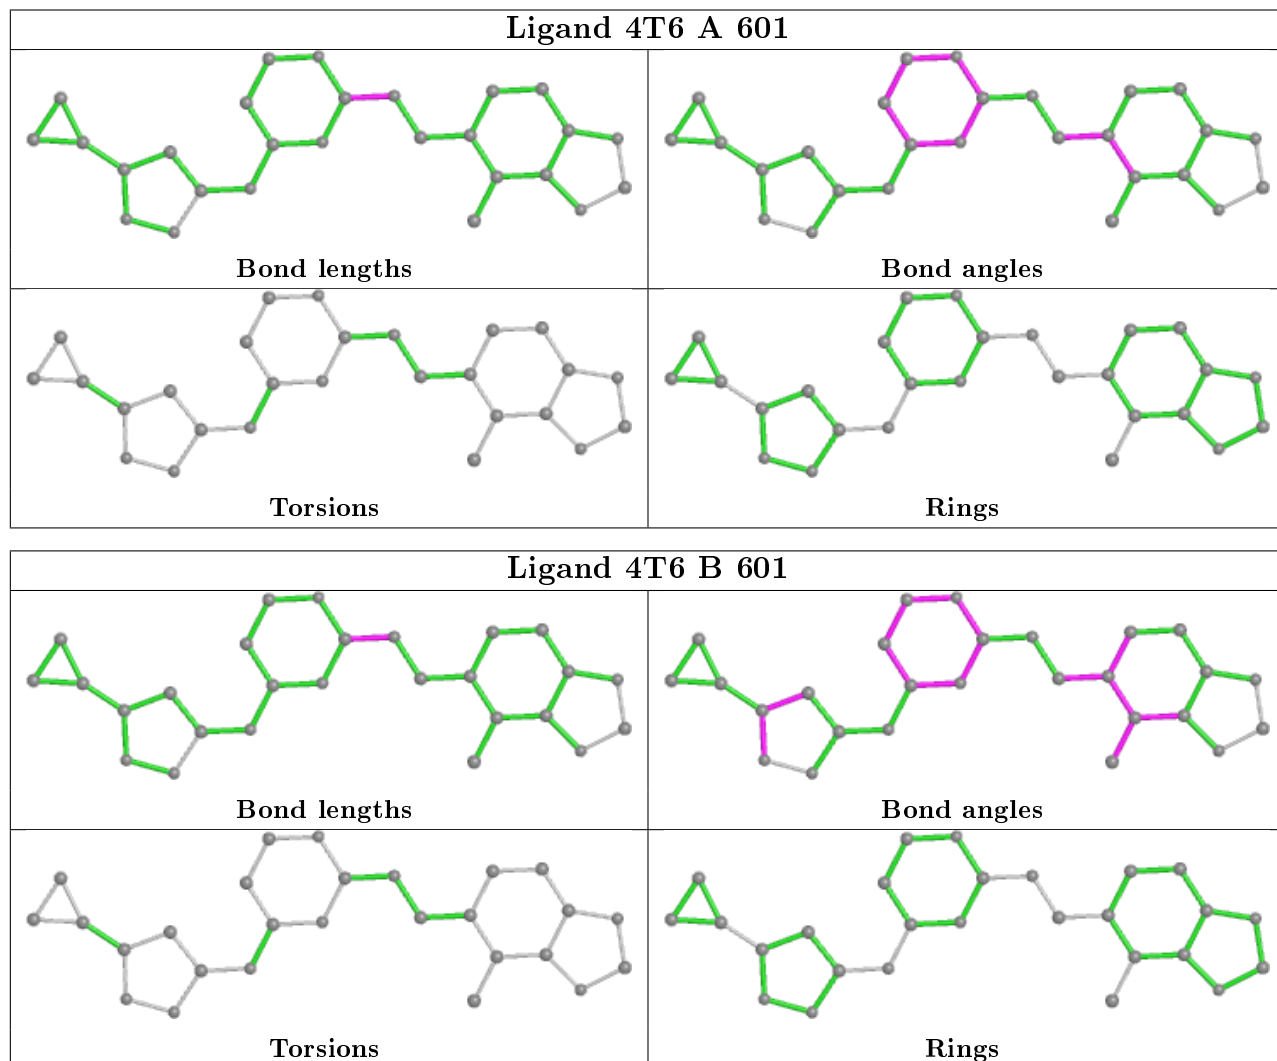 Ligand 4T6 A 601
Bond lengths
Bond angles
Torsions
Rings
Ligand 4T6 B 601
Bond lengths
Bond angles
Torsions
Rings